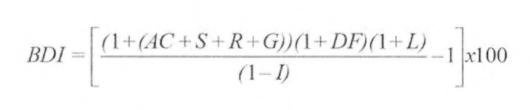 BDI = [ (1+(AC+S+R+G))(1+DF)(1+L) / (1-I) - 1 ] x100